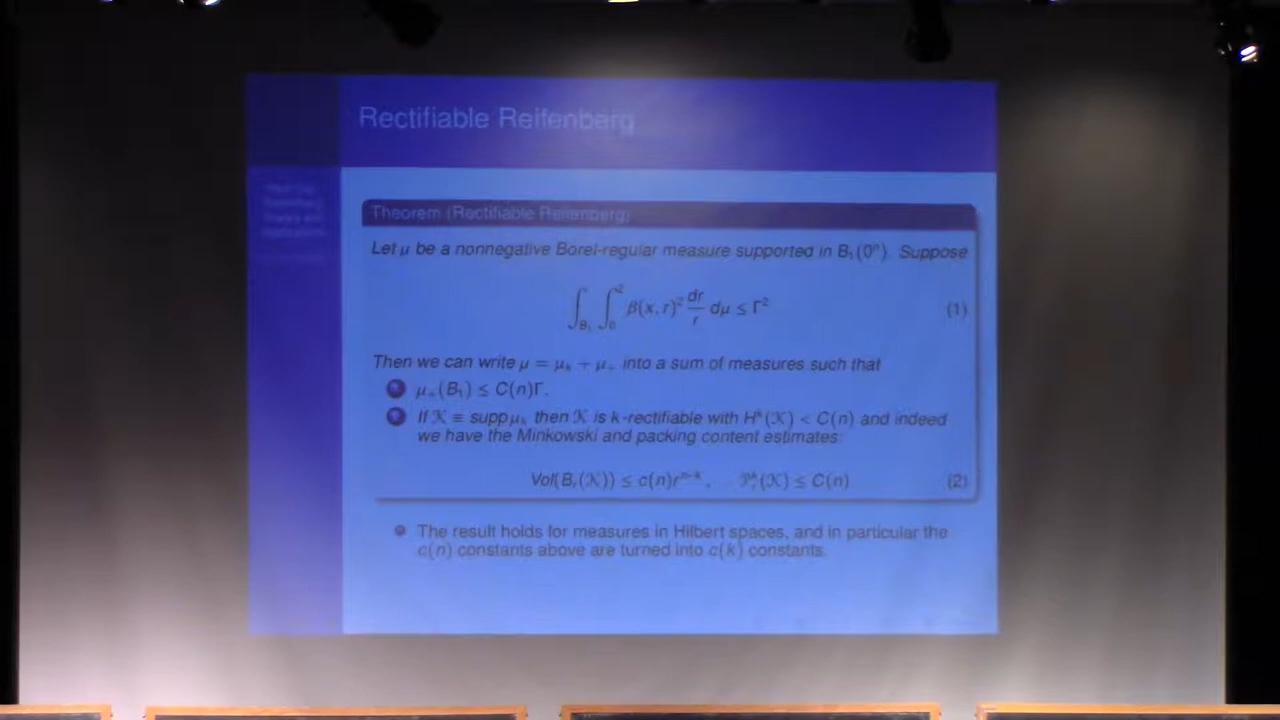 Rectifiable Reifenberg
Theorem (Rectifiable Reifenberg)
Let μ be a nonnegative Borel-regular measure supported in B₁(0ⁿ). Suppose
∫_{B₁} ∫₀² β(x, r)² dr/r dμ ≤ Γ² (1)
Then we can write μ = μₖ + μ₊ into a sum of measures such that
1 μ₊(B₁) ≤ C(n)Γ.
2 If 𝒦 ≡ supp μₖ then 𝒦 is k-rectifiable with Hᵏ(𝒦) < C(n) and indeed
we have the Minkowski and packing content estimates:
Vol(Bᵣ(𝒦)) ≤ c(n)rⁿ⁻ᵏ, (𝒦) ≤ C(n) (2)
• The result holds for measures in Hilbert spaces, and in particular the
c(n) constants above are turned into c(k) constants.